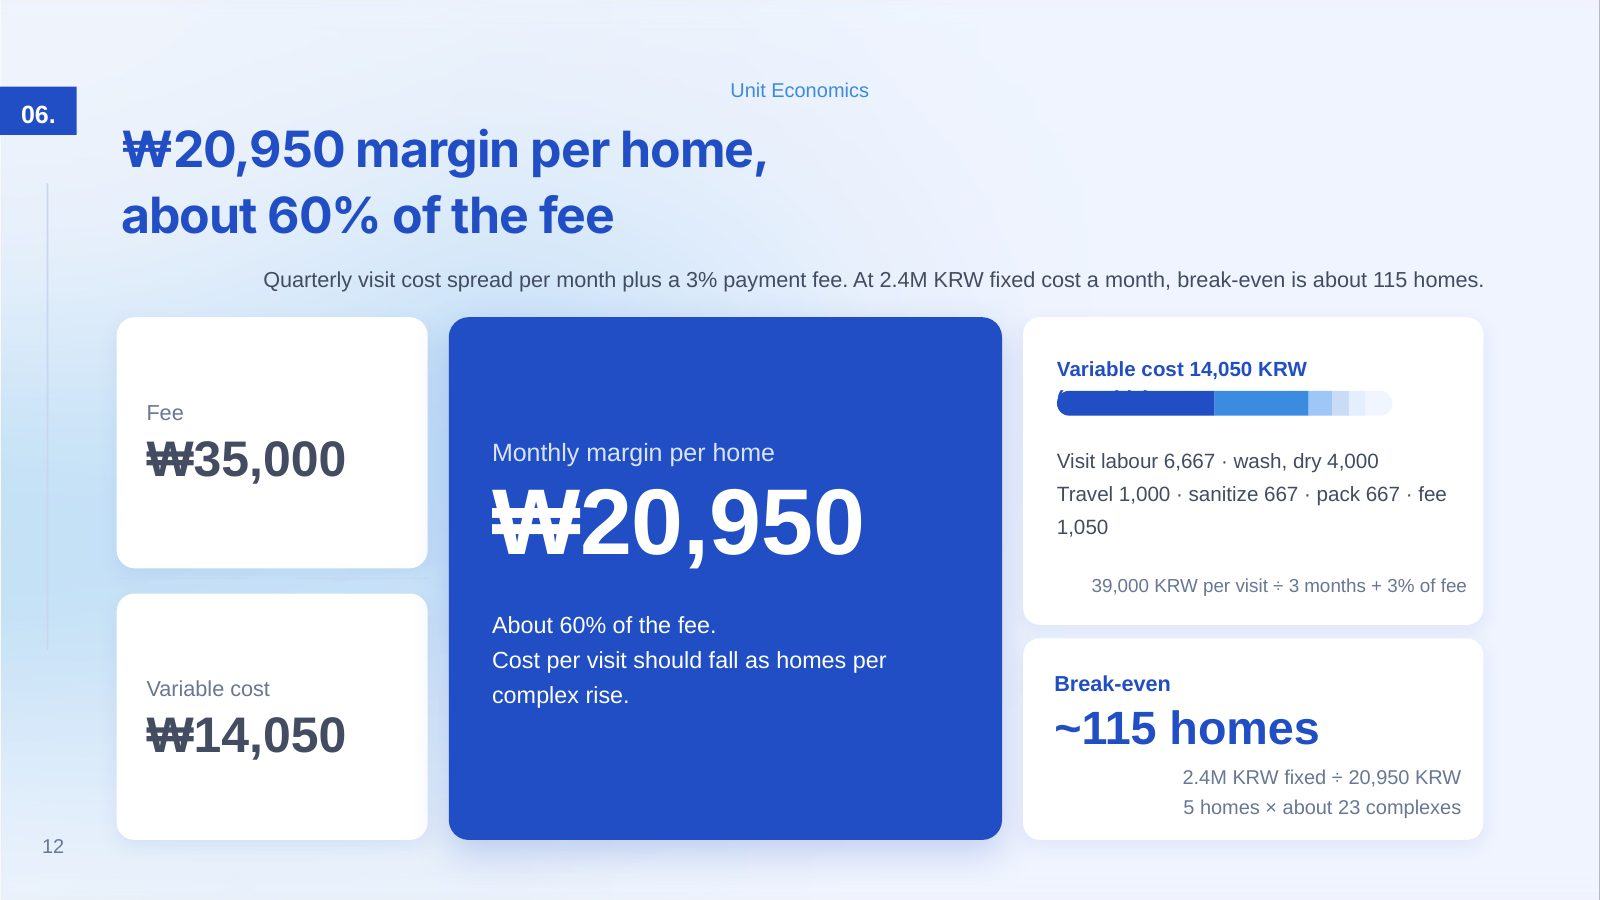 Unit Economics
06.
₩20,950 margin per home,
about 60% of the fee
Quarterly visit cost spread per month plus a 3% payment fee. At 2.4M KRW fixed cost a month, break-even is about 115 homes.
Fee
₩35,000
Variable cost
₩14,050
Monthly margin per home
₩20,950
About 60% of the fee.
Cost per visit should fall as homes per
complex rise.
Variable cost 14,050 KRW
Visit labour 6,667 · wash, dry 4,000
Travel 1,000 · sanitize 667 · pack 667 · fee
1,050
39,000 KRW per visit ÷ 3 months + 3% of fee
Break-even
~115 homes
2.4M KRW fixed ÷ 20,950 KRW
5 homes × about 23 complexes
12